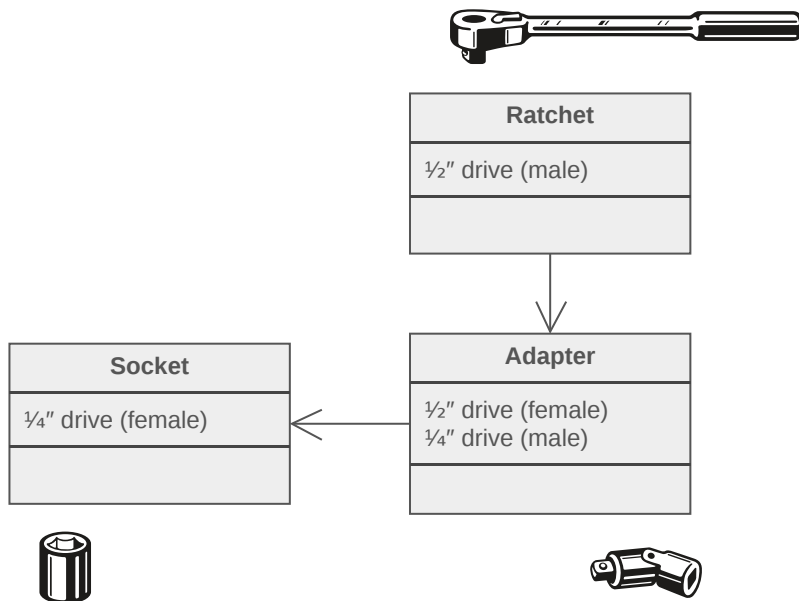 Ratchet
½″ drive (male)
Socket
¼″ drive (female)
Adapter
½″ drive (female)
¼″ drive (male)